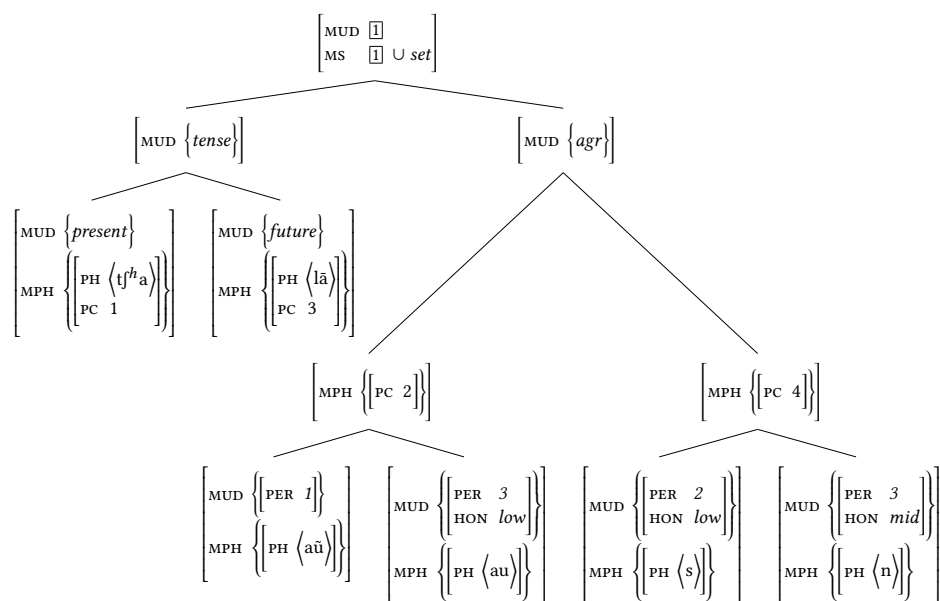 MUD 1
MS 1 ∪ set
MUD {tense}
MUD {agr}
MUD {present}
MPH {[PH ⟨tʃʰa⟩
PC 1]}
MUD {future}
MPH {[PH ⟨lā⟩
PC 3]}
MPH {[PC 2]}
MPH {[PC 4]}
MUD {[PER 1]}
MPH {[PH ⟨aũ⟩]}
MUD {[PER 3
HON low]}
MPH {[PH ⟨au⟩]}
MUD {[PER 2
HON low]}
MPH {[PH ⟨s⟩]}
MUD {[PER 3
HON mid]}
MPH {[PH ⟨n⟩]}